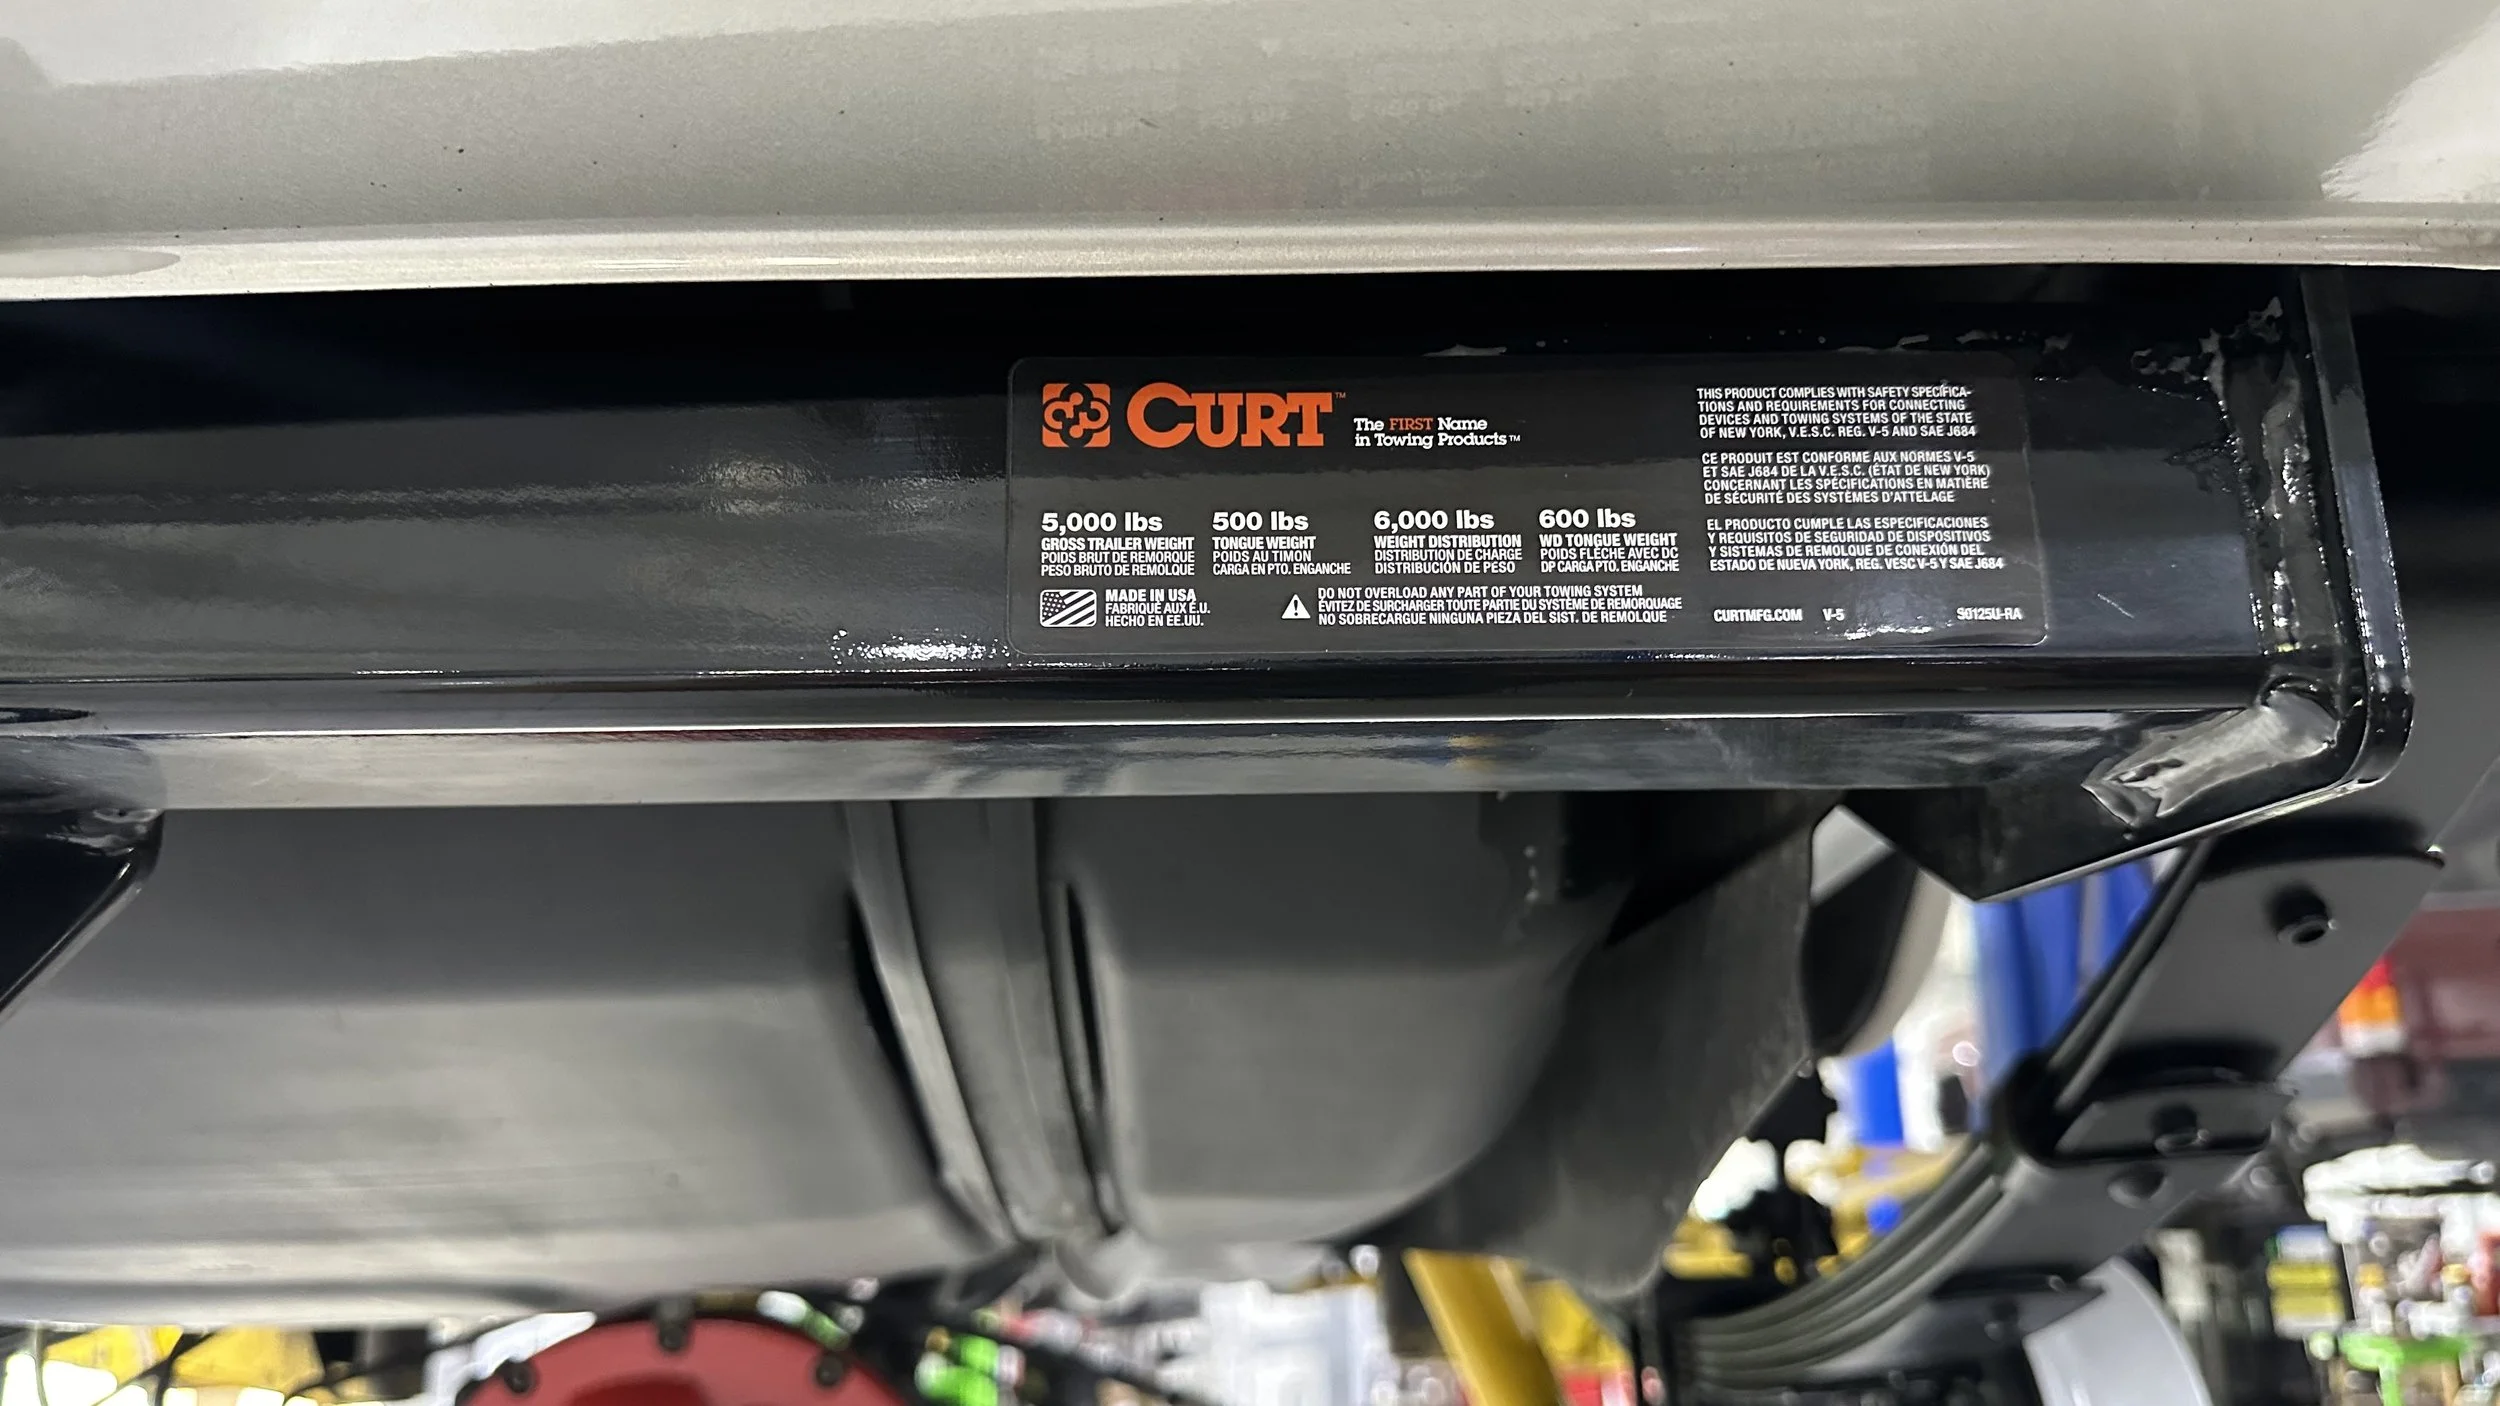 CURT™
The FIRST Name
in Towing Products™
5,000 lbs
GROSS TRAILER WEIGHT
POIDS BRUT DE REMORQUE
PESO BRUTO DE REMOLQUE
500 lbs
TONGUE WEIGHT
POIDS AU TIMON
CARGA EN PTO. ENGANCHE
6,000 lbs
WEIGHT DISTRIBUTION
DISTRIBUTION DE CHARGE
DISTRIBUCIÓN DE PESO
600 lbs
WD TONGUE WEIGHT
POIDS FLÈCHE AVEC DC
DP CARGA PTO. ENGANCHE
MADE IN USA
FABRIQUÉ AUX É.U.
HECHO EN EE.UU.
DO NOT OVERLOAD ANY PART OF YOUR TOWING SYSTEM
ÉVITEZ DE SURCHARGER TOUTE PARTIE DU SYSTÈME DE REMORQUAGE
NO SOBRECARGUE NINGUNA PIEZA DEL SIST. DE REMOLQUE
THIS PRODUCT COMPLIES WITH SAFETY SPECIFICA-
TIONS AND REQUIREMENTS FOR CONNECTING
DEVICES AND TOWING SYSTEMS OF THE STATE
OF NEW YORK, V.E.S.C. REG. V-5 AND SAE J684
CE PRODUIT EST CONFORME AUX NORMES V-5
ET SAE J684 DE LA V.E.S.C. (ÉTAT DE NEW YORK)
CONCERNANT LES SPÉCIFICATIONS EN MATIÈRE
DE SÉCURITÉ DES SYSTÈMES D'ATTELAGE
EL PRODUCTO CUMPLE LAS ESPECIFICACIONES
Y REQUISITOS DE SEGURIDAD DE DISPOSITIVOS
Y SISTEMAS DE REMOLQUE DE CONEXIÓN DEL
ESTADO DE NUEVA YORK, REG. VESC V-5 Y SAE J684
CURTMFG.COM V-5 S0125U-RA